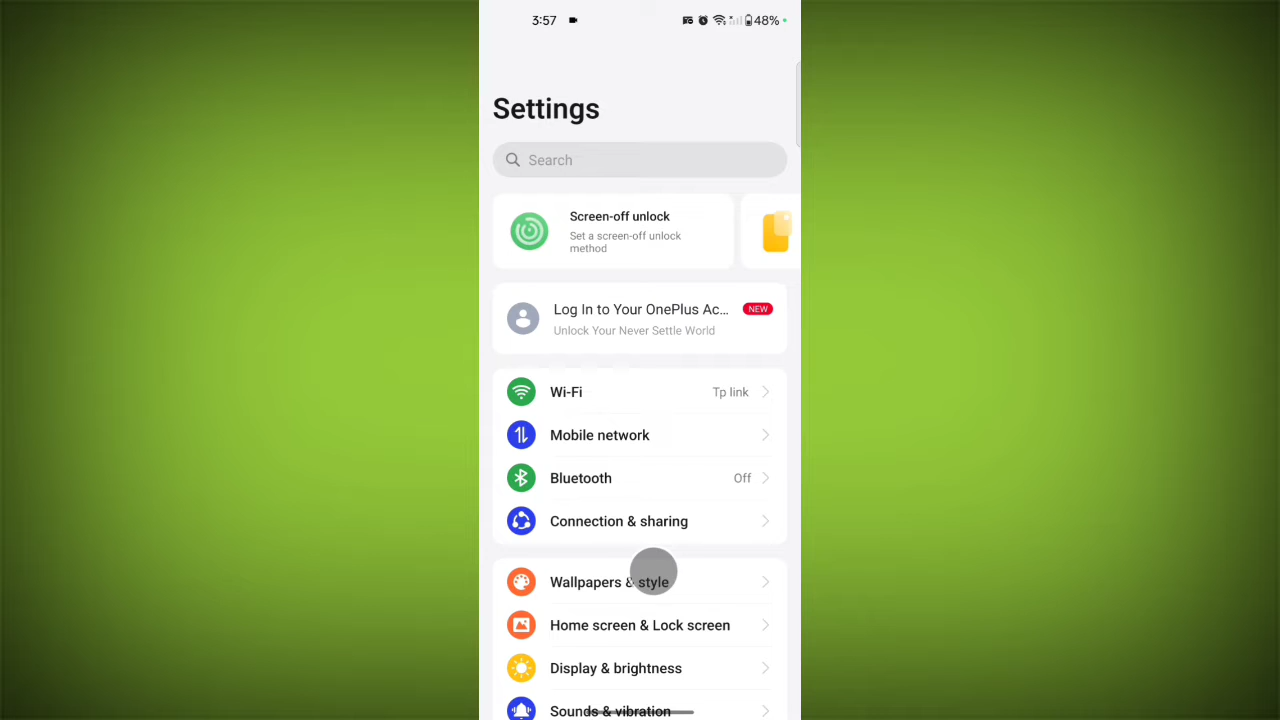 3:57
48%
Settings
Search
Screen-off unlock
Set a screen-off unlock
method
Log In to Your OnePlus Ac...
NEW
Unlock Your Never Settle World
Wi-Fi
Tp link
Mobile network
Bluetooth
Off
Connection & sharing
Wallpapers & style
Home screen & Lock screen
Display & brightness
Sounds & vibration